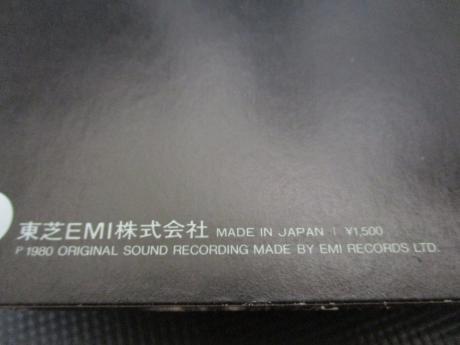 東芝EMI株式会社 MADE IN JAPAN | ¥1,500
℗ 1980 ORIGINAL SOUND RECORDING MADE BY EMI RECORDS LTD.